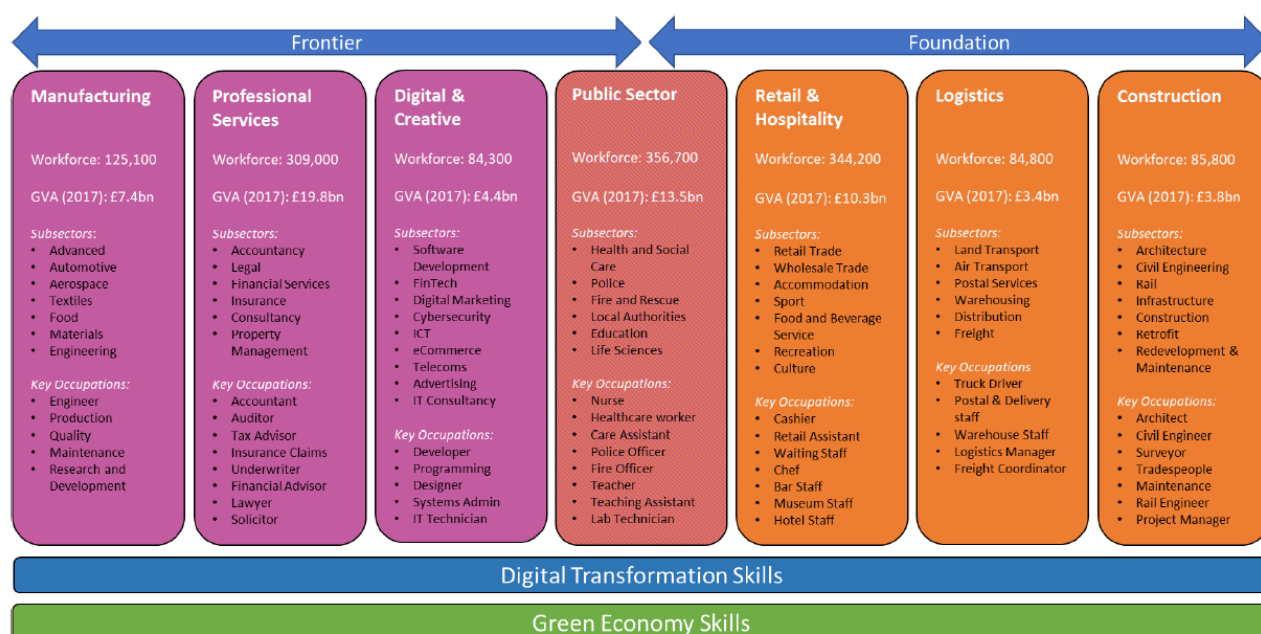 Frontier
Foundation
Manufacturing
Workforce: 125,100
GVA (2017): £7.4bn
Subsectors:
• Advanced
• Automotive
• Aerospace
• Textiles
• Food
• Materials
• Engineering
Key Occupations:
• Engineer
• Production
• Quality
• Maintenance
• Research and
Development
Professional
Services
Workforce: 309,000
GVA (2017): £19.8bn
Subsectors:
• Accountancy
• Legal
• Financial Services
• Insurance
• Consultancy
• Property
Management
Key Occupations:
• Accountant
• Auditor
• Tax Advisor
• Insurance Claims
• Underwriter
• Financial Advisor
• Lawyer
• Solicitor
Digital &
Creative
Workforce: 84,300
GVA (2017): £4.4bn
Subsectors:
• Software
Development
• FinTech
• Digital Marketing
• Cybersecurity
• ICT
• eCommerce
• Telecoms
• Advertising
• IT Consultancy
Key Occupations:
• Developer
• Programming
• Designer
• Systems Admin
• IT Technician
Public Sector
Workforce: 356,700
GVA (2017): £13.5bn
Subsectors:
• Health and Social
Care
• Police
• Fire and Rescue
• Local Authorities
• Education
• Life Sciences
Key Occupations:
• Nurse
• Healthcare worker
• Care Assistant
• Police Officer
• Fire Officer
• Teacher
• Teaching Assistant
• Lab Technician
Retail &
Hospitality
Workforce: 344,200
GVA (2017): £10.3bn
Subsectors:
• Retail Trade
• Wholesale Trade
• Accommodation
• Sport
• Food and Beverage
Service
• Recreation
• Culture
Key Occupations:
• Cashier
• Retail Assistant
• Waiting Staff
• Chef
• Bar Staff
• Museum Staff
• Hotel Staff
Logistics
Workforce: 84,800
GVA (2017): £3.4bn
Subsectors:
• Land Transport
• Air Transport
• Postal Services
• Warehousing
• Distribution
• Freight
Key Occupations
• Truck Driver
• Postal & Delivery
staff
• Warehouse Staff
• Logistics Manager
• Freight Coordinator
Construction
Workforce: 85,800
GVA (2017): £3.8bn
Subsectors:
• Architecture
• Civil Engineering
• Rail
• Infrastructure
• Construction
• Retrofit
• Redevelopment &
Maintenance
Key Occupations:
• Architect
• Civil Engineer
• Surveyor
• Tradespeople
• Maintenance
• Rail Engineer
• Project Manager
Digital Transformation Skills
Green Economy Skills